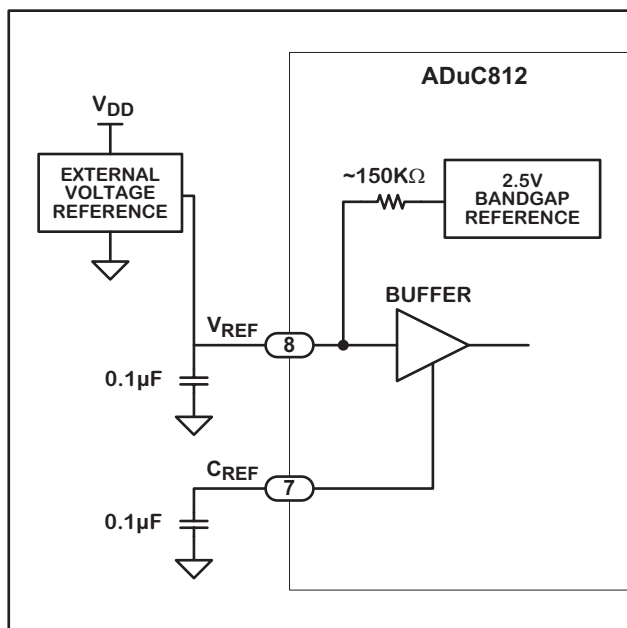 ADuC812
VDD
EXTERNAL
VOLTAGE
REFERENCE
~150KΩ
2.5V
BANDGAP
REFERENCE
BUFFER
VREF
8
0.1µF
CREF
7
0.1µF